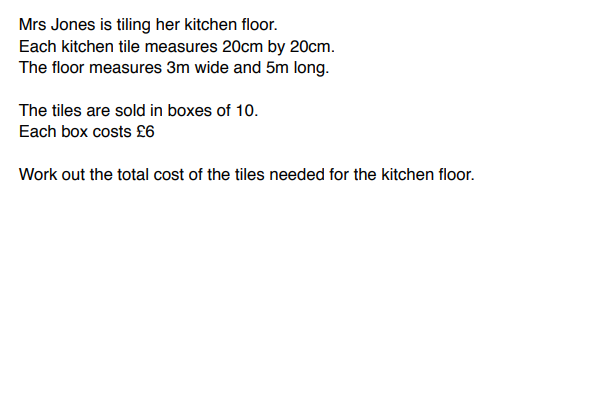 Mrs Jones is tiling her kitchen floor.
Each kitchen tile measures 20cm by 20cm.
The floor measures 3m wide and 5m long.
The tiles are sold in boxes of 10.
Each box costs £6
Work out the total cost of the tiles needed for the kitchen floor.